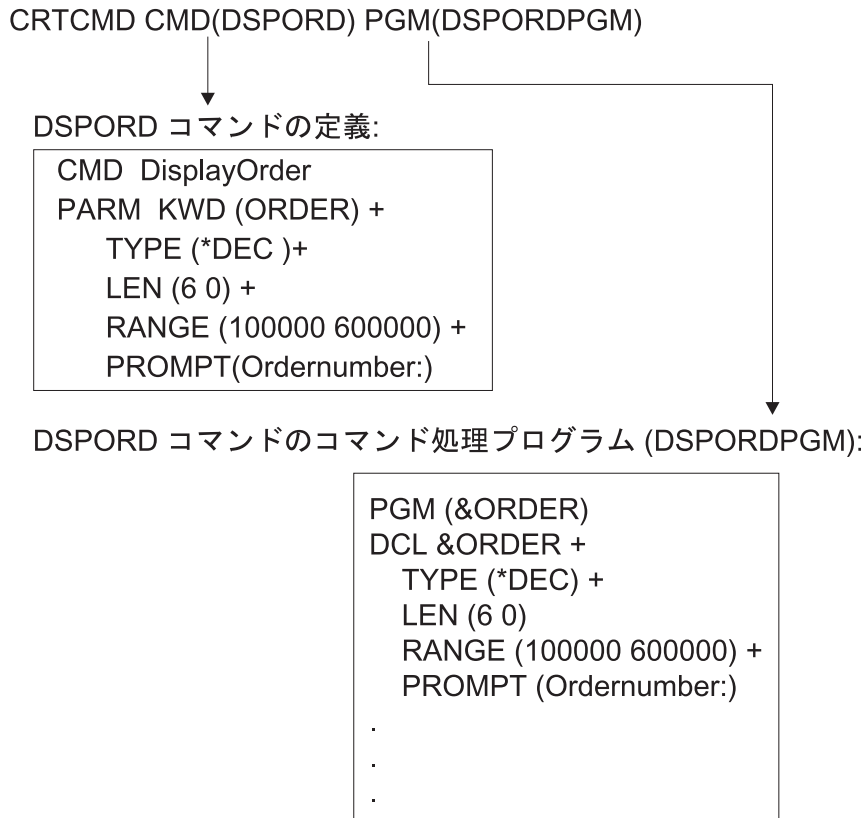 CRTCMD CMD(DSPORD) PGM(DSPORDPGM)
DSPORD コマンドの定義:
CMD DisplayOrder
PARM KWD (ORDER) +
TYPE (*DEC )+
LEN (6 0) +
RANGE (100000 600000) +
PROMPT(Ordernumber:)
DSPORD コマンドのコマンド処理プログラム (DSPORDPGM):
PGM (&ORDER)
DCL &ORDER +
TYPE (*DEC) +
LEN (6 0)
RANGE (100000 600000) +
PROMPT (Ordernumber:)
.
.
.